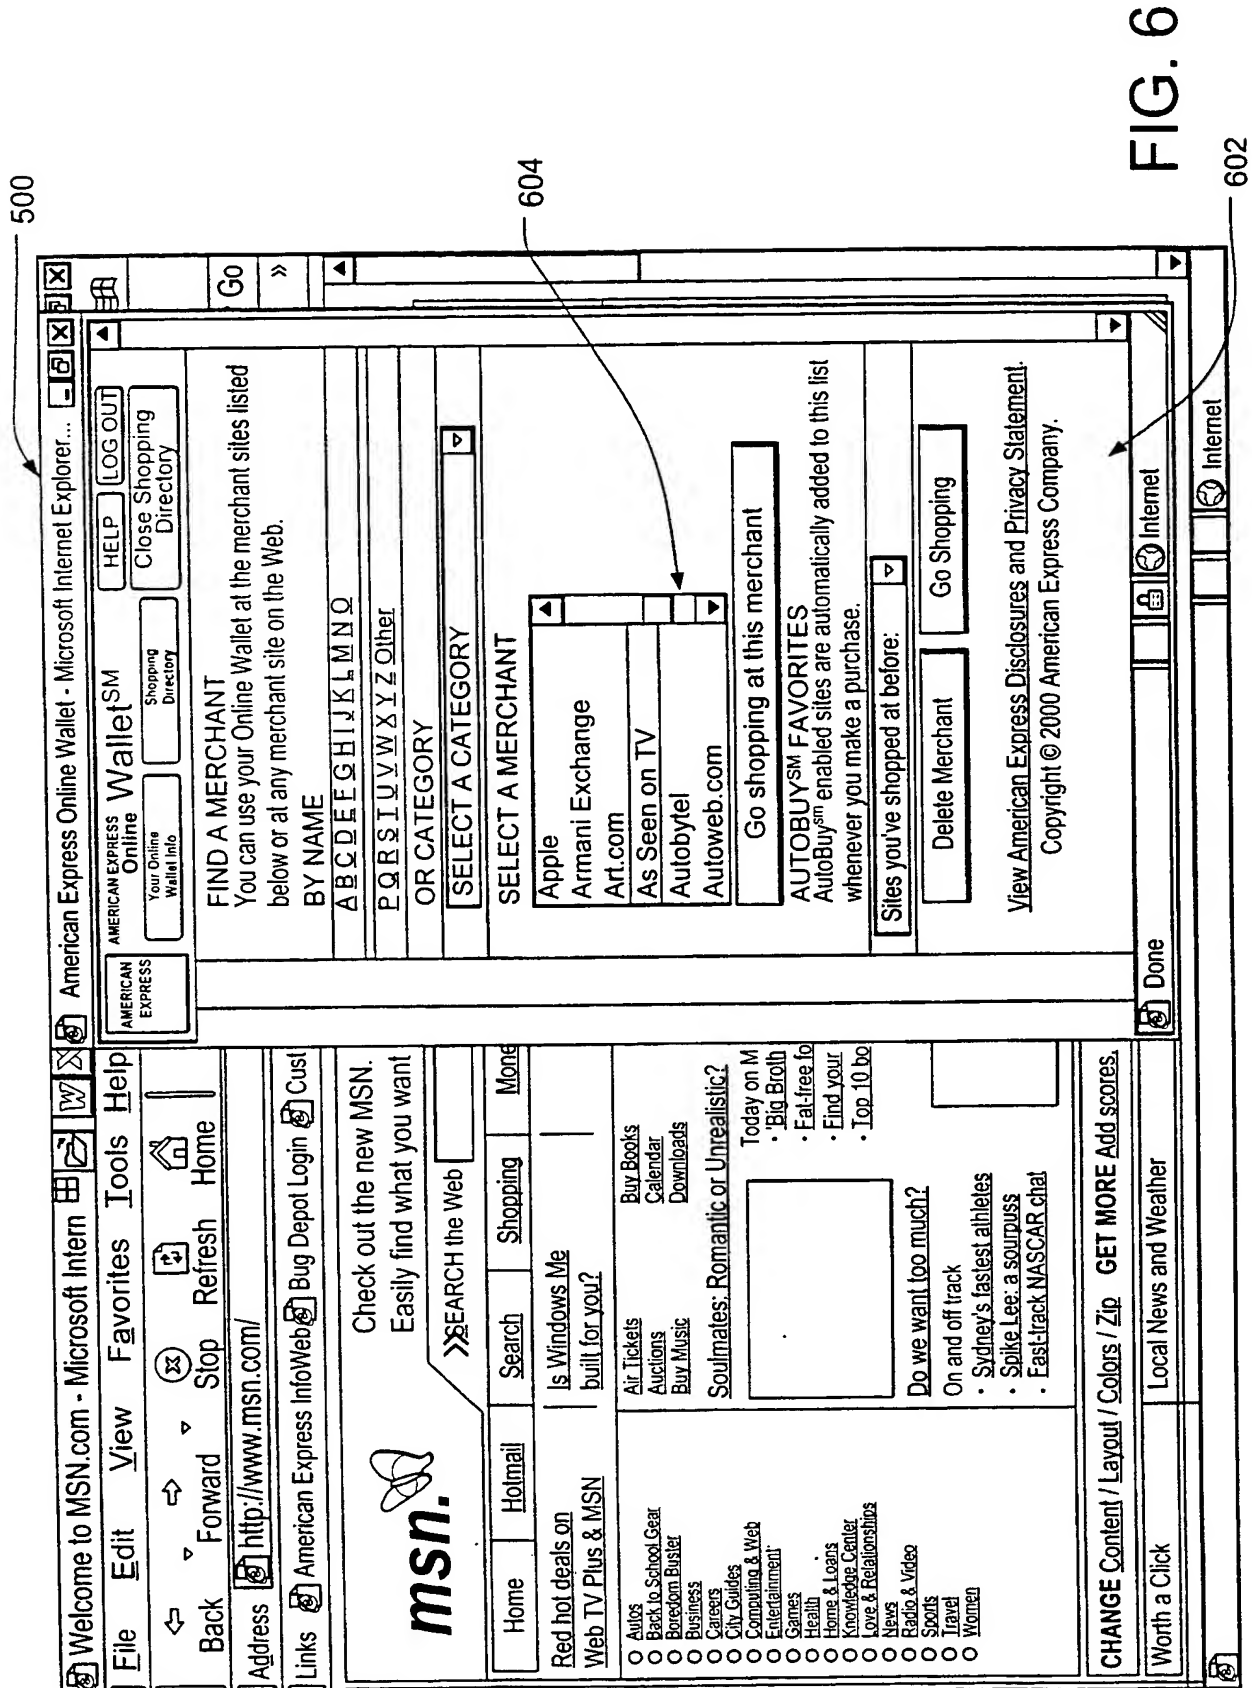 500
Welcome to MSN.com - Microsoft Intern
File Edit View Favorites Tools Help
Back Forward Stop Refresh Home
Address http://www.msn.com/
Go
Links American Express InfoWeb Bug Depot Login Cust
»
msn.
Check out the new MSN.
Easily find what you want
SEARCH the Web
Home Hotmail Search Shopping Mone
Red hot deals on
Web TV Plus & MSN
Is Windows Me
built for you?
Autos
Back to School Gear
Boredom Buster
Business
Careers
City Guides
Computing & Web
Entertainment
Games
Health
Home & Loans
Knowledge Center
Love & Relationships
News
Radio & Video
Sports
Travel
Women
Air Tickets
Auctions
Buy Music
Buy Books
Calendar
Downloads
Soulmates: Romantic or Unrealistic?
Today on M
· 'Big Broth
· Fat-free fo
· Find your
· Top 10 bo
Do we want too much?
On and off track
· Sydney's fastest athletes
· Spike Lee: a sourpuss
· Fast-track NASCAR chat
CHANGE Content / Layout / Colors / Zip GET MORE Add scores.
Worth a Click
Local News and Weather
Internet
American Express Online Wallet - Microsoft Internet Explorer...
AMERICAN
EXPRESS
AMERICAN EXPRESS
Online Wallet SM
HELP
LOG OUT
Your Online
Wallet Info
Shopping
Directory
Close Shopping
Directory
FIND A MERCHANT
You can use your Online Wallet at the merchant sites listed
below or at any merchant site on the Web.
BY NAME
A B C D E F G H I J K L M N O
P Q R S T U V W X Y Z Other
OR CATEGORY
SELECT A CATEGORY
SELECT A MERCHANT
Apple
Armani Exchange
Art.com
As Seen on TV
Autobytel
Autoweb.com
604
Go shopping at this merchant
AUTOBUY SM FAVORITES
AutoBuy sm enabled sites are automatically added to this list
whenever you make a purchase.
Sites you've shopped at before:
Delete Merchant
Go Shopping
View American Express Disclosures and Privacy Statement.
Copyright © 2000 American Express Company.
Done
Internet
602
FIG. 6